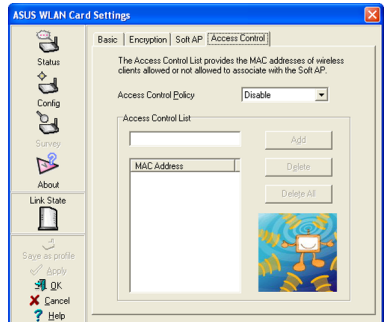 ASUS WLAN Card Settings
Status
Config
Survey
About
Link State
Save as profile
Apply
OK
Cancel
Help
Basic
Encryption
Soft AP
Access Control
The Access Control List provides the MAC addresses of wireless
clients allowed or not allowed to associate with the Soft AP.
Access Control Policy
Disable
Access Control List
Add
MAC Address
Delete
Delete All